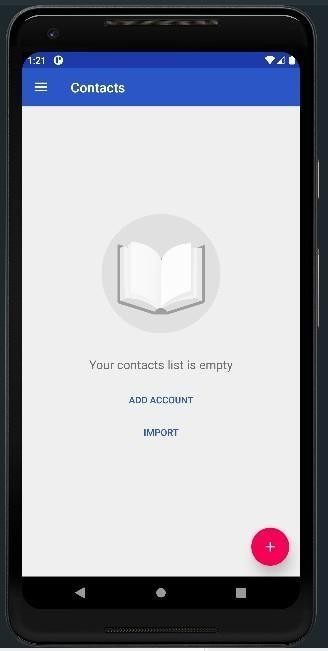 1:21
Contacts
Your contacts list is empty
ADD ACCOUNT
IMPORT
+